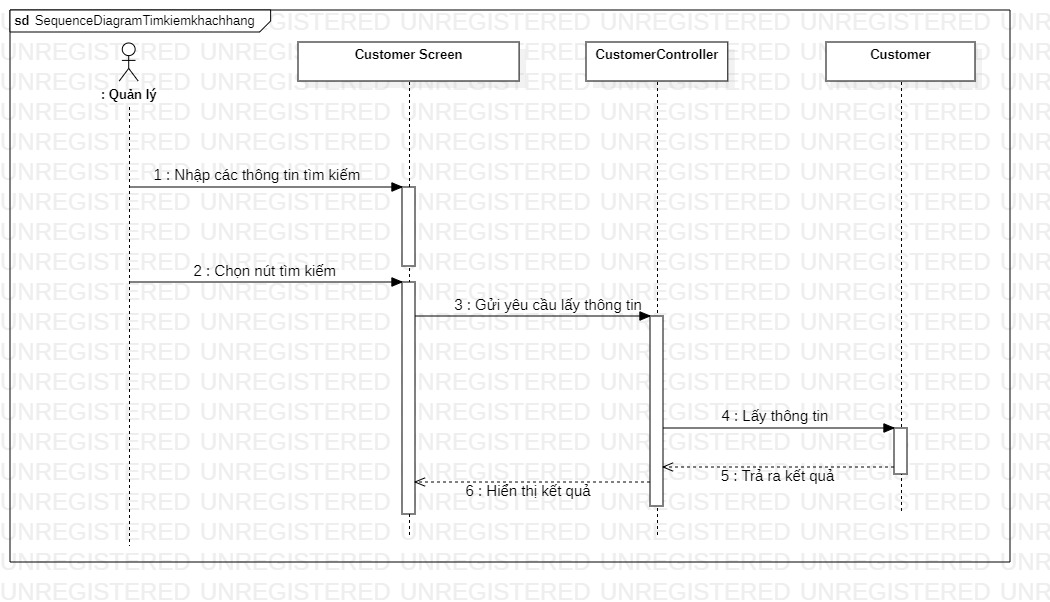 sd SequenceDiagramTimkiemkhachhang
Customer Screen
CustomerController
Customer
: Quản lý
1 : Nhập các thông tin tìm kiếm
2 : Chọn nút tìm kiếm
3 : Gửi yêu cầu lấy thông tin
4 : Lấy thông tin
5 : Trả ra kết quả
6 : Hiển thị kết quả
UNREGISTERED